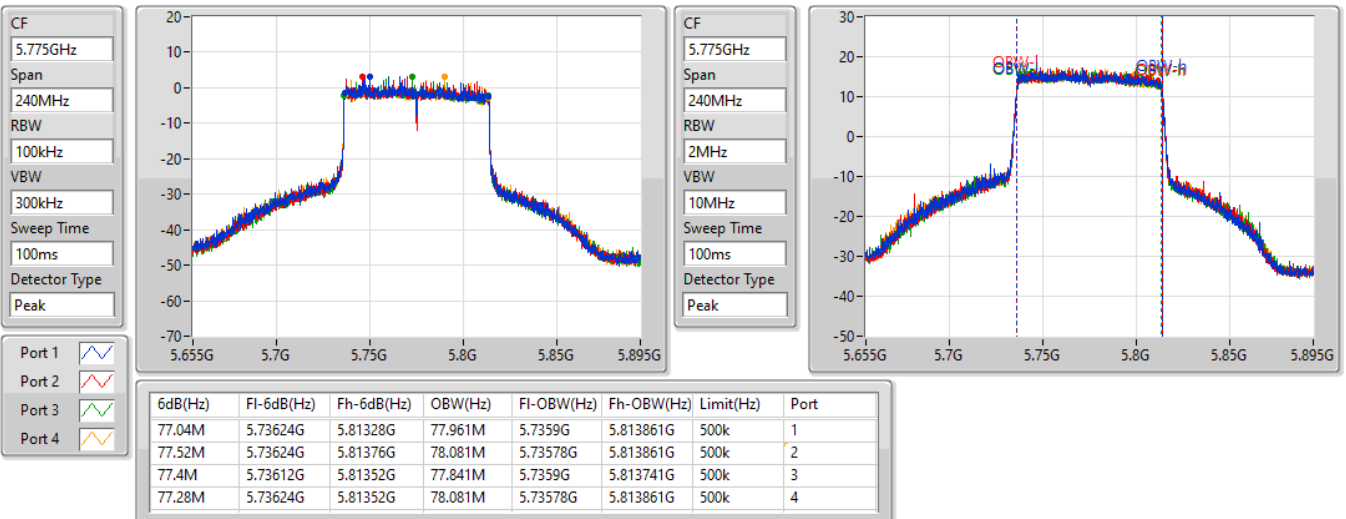 CF
5.775GHz
Span
240MHz
RBW
100kHz
VBW
300kHz
Sweep Time
100ms
Detector Type
Peak
20
10
0
-10
-20
-30
-40
-50
-60
-70
5.655G 5.7G 5.75G 5.8G 5.85G 5.895G
CF
5.775GHz
Span
240MHz
RBW
2MHz
VBW
10MHz
Sweep Time
100ms
Detector Type
Peak
30
20
10
0
-10
-20
-30
-40
-50
OBW-l OBW-h
5.655G 5.7G 5.75G 5.8G 5.85G 5.895G
Port 1
Port 2
Port 3
Port 4
6dB(Hz) Fl-6dB(Hz) Fh-6dB(Hz) OBW(Hz) Fl-OBW(Hz) Fh-OBW(Hz) Limit(Hz) Port
77.04M 5.73624G 5.81328G 77.961M 5.7359G 5.813861G 500k 1
77.52M 5.73624G 5.81376G 78.081M 5.73578G 5.813861G 500k 2
77.4M 5.73612G 5.81352G 77.841M 5.7359G 5.813741G 500k 3
77.28M 5.73624G 5.81352G 78.081M 5.73578G 5.813861G 500k 4